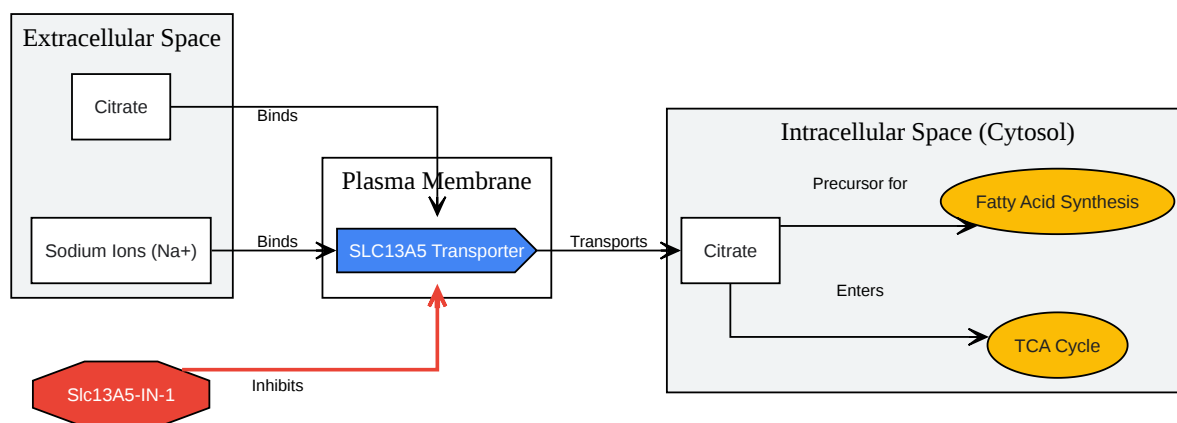 Extracellular Space
Citrate
Binds
Sodium Ions (Na+)
Binds
Plasma Membrane
SLC13A5 Transporter
Transports
Slc13A5-IN-1
Inhibits
Intracellular Space (Cytosol)
Citrate
Precursor for
Fatty Acid Synthesis
Enters
TCA Cycle